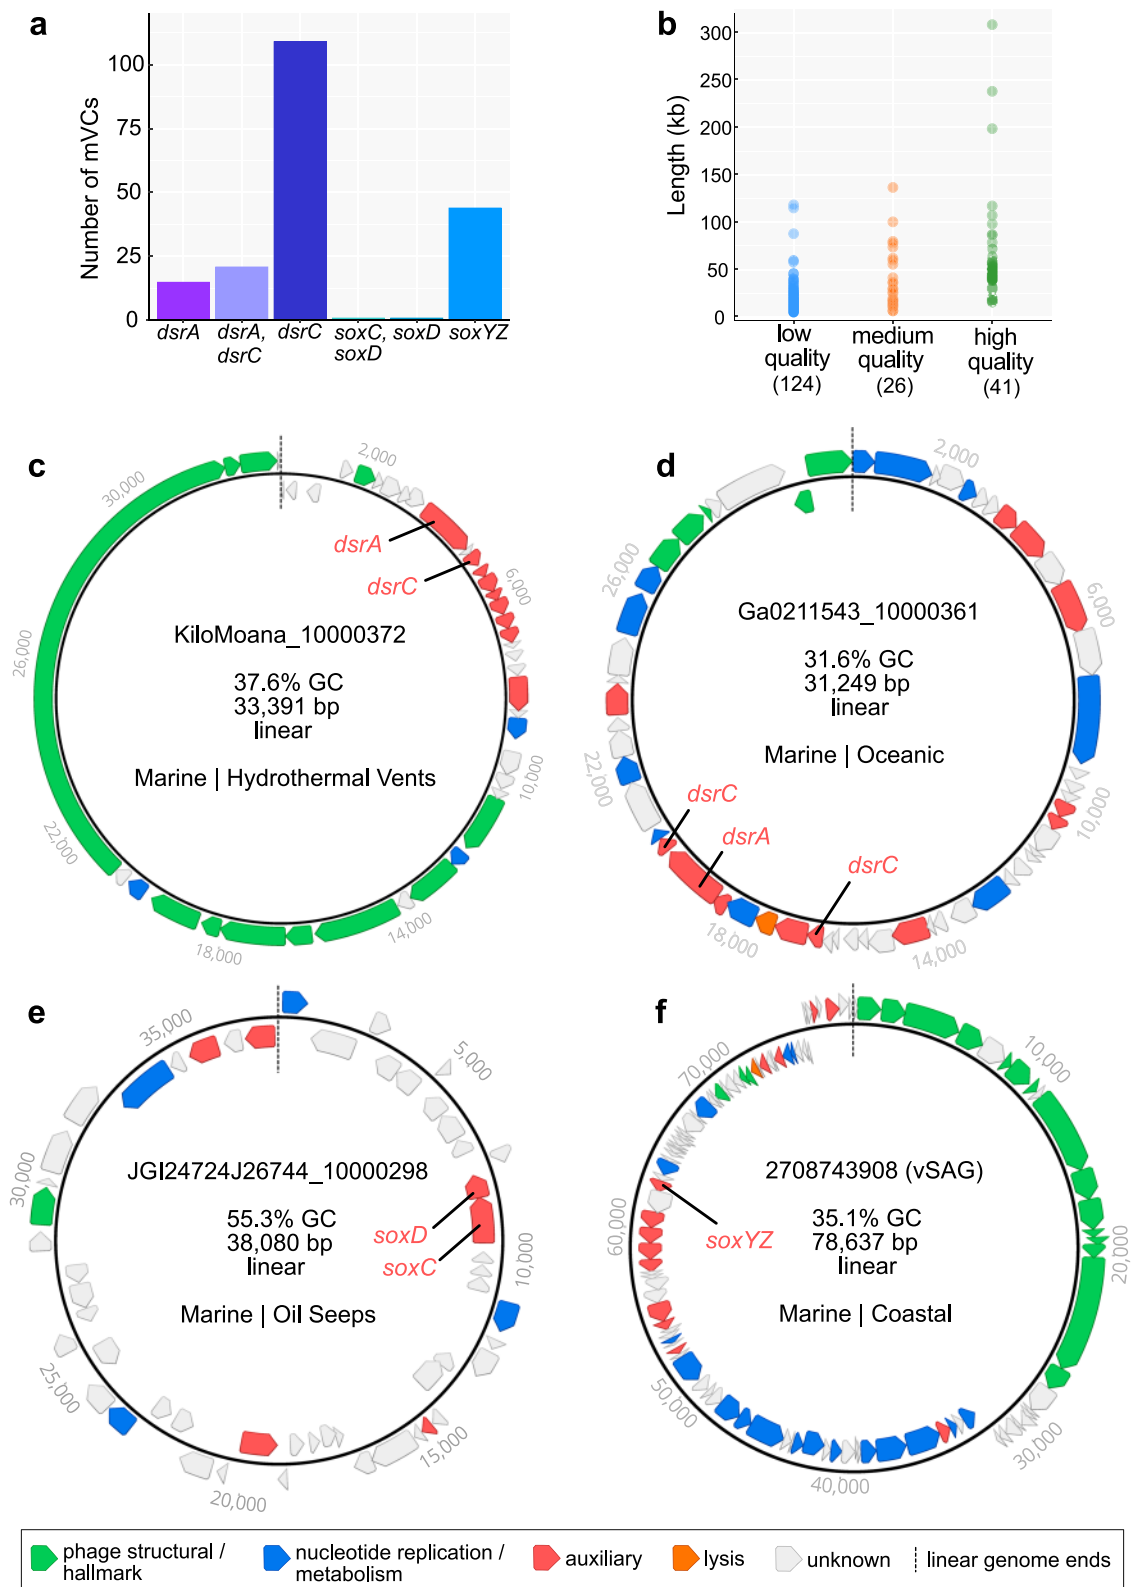 a
Number of mVCs
100
75
50
25
0
dsrA
dsrA,
dsrC
dsrC
soxC,
soxD
soxD
soxYZ
b
Length (kb)
300
250
200
150
100
50
0
low
quality
(124)
medium
quality
(26)
high
quality
(41)
c
2,000
6,000
10,000
14,000
18,000
22,000
26,000
30,000
dsrA
dsrC
KiloMoana_10000372
37.6% GC
33,391 bp
linear
Marine | Hydrothermal Vents
d
2,000
6,000
10,000
14,000
18,000
22,000
26,000
Ga0211543_10000361
31.6% GC
31,249 bp
linear
Marine | Oceanic
dsrC
dsrA
dsrC
e
5,000
10,000
15,000
20,000
25,000
30,000
35,000
JGI24724J26744_10000298
55.3% GC
38,080 bp
linear
Marine | Oil Seeps
soxD
soxC
f
10,000
20,000
30,000
40,000
50,000
60,000
70,000
2708743908 (vSAG)
35.1% GC
78,637 bp
linear
Marine | Coastal
soxYZ
phage structural /
hallmark
nucleotide replication /
metabolism
auxiliary
lysis
unknown
linear genome ends